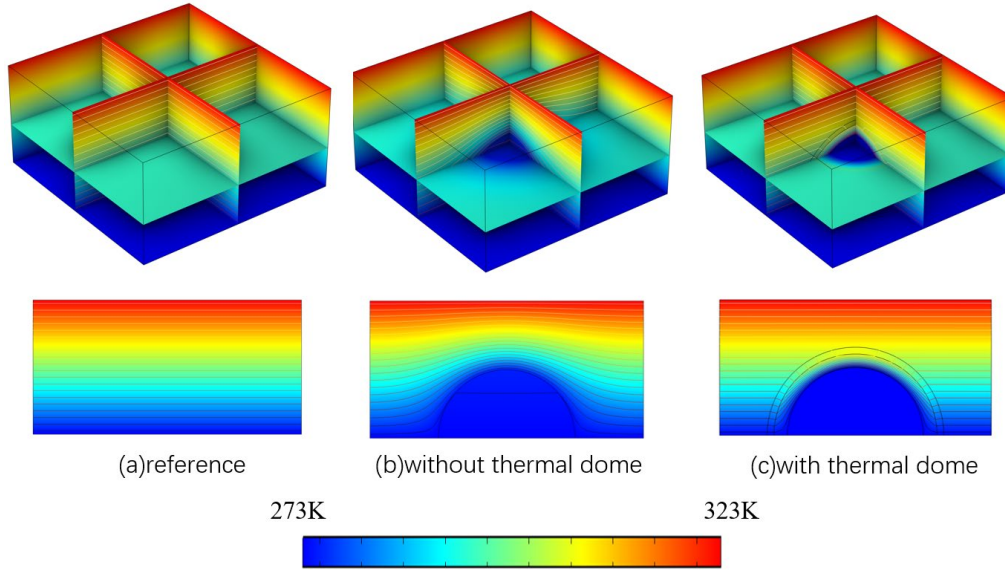 (a)reference
(b)without thermal dome
(c)with thermal dome
273K
323K